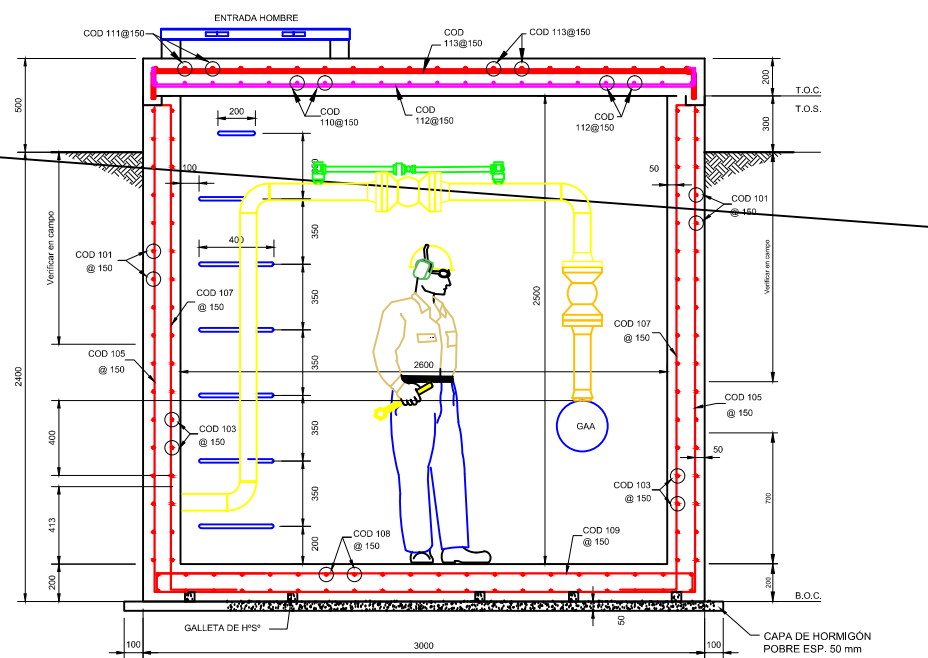 ENTRADA HOMBRE
COD 111@150
COD
113@150
COD 113@150
COD
110@150
COD
112@150
COD
112@150
T.O.C.
T.O.S.
200
300
500
200
100
50
COD 101
@ 150
COD 101
@ 150
Verificar en campo
Verificar en campo
400
350
350
350
350
350
200
2500
2600
COD 107
@ 150
COD 107
@ 150
COD 105
@ 150
COD 105
@ 150
2400
COD 103
@ 150
COD 103
@ 150
GAA
50
400
413
200
700
200
COD 108
@ 150
COD 109
@ 150
B.O.C.
GALLETA DE HºSº
50
100
3000
100
CAPA DE HORMIGÓN
POBRE ESP. 50 mm